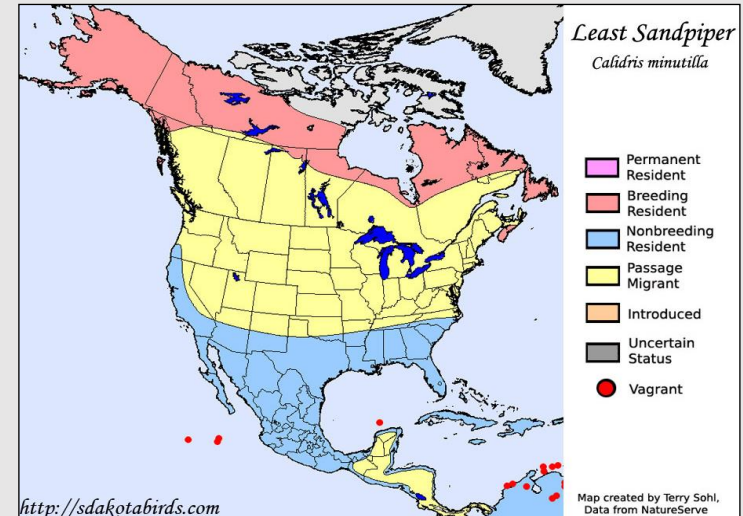 Least Sandpiper
Calidris minutilla
Permanent
Resident
Breeding
Resident
Nonbreeding
Resident
Passage
Migrant
Introduced
Uncertain
Status
Vagrant
http://sdakotabirds.com
Map created by Terry Sohl,
Data from NatureServe